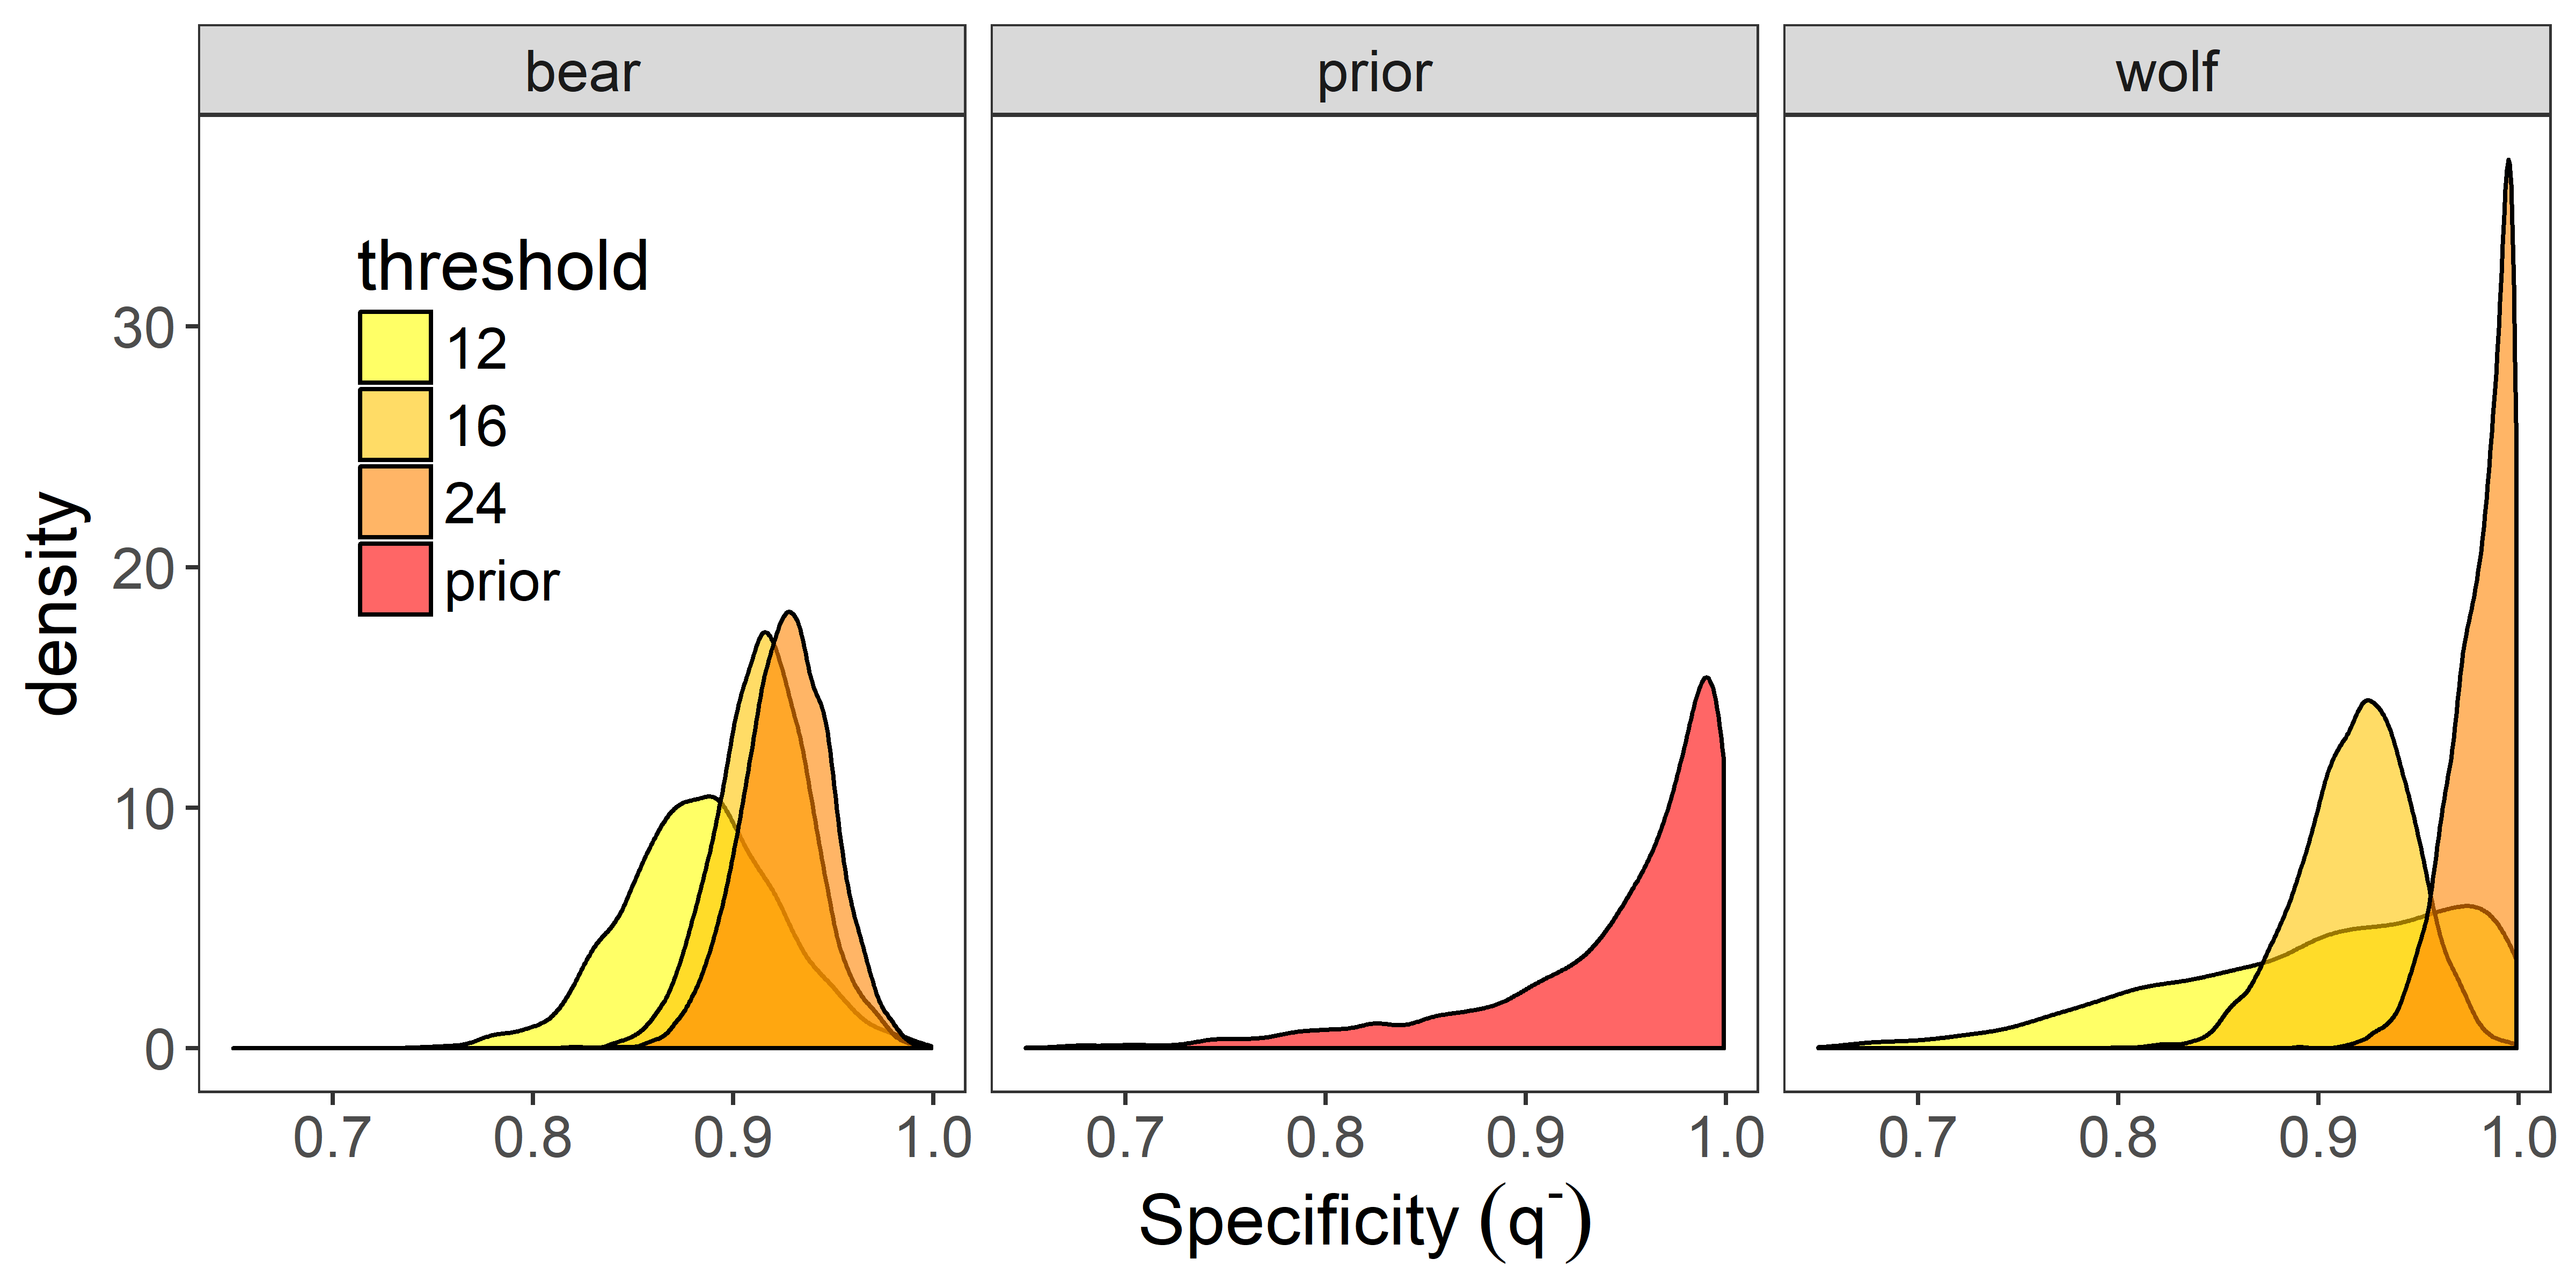 bear
prior
wolf
threshold
12
16
24
prior
density
30
20
10
0
0.7 0.8 0.9 1.0
0.7 0.8 0.9 1.0
0.7 0.8 0.9 1.0
Specificity (q⁻)